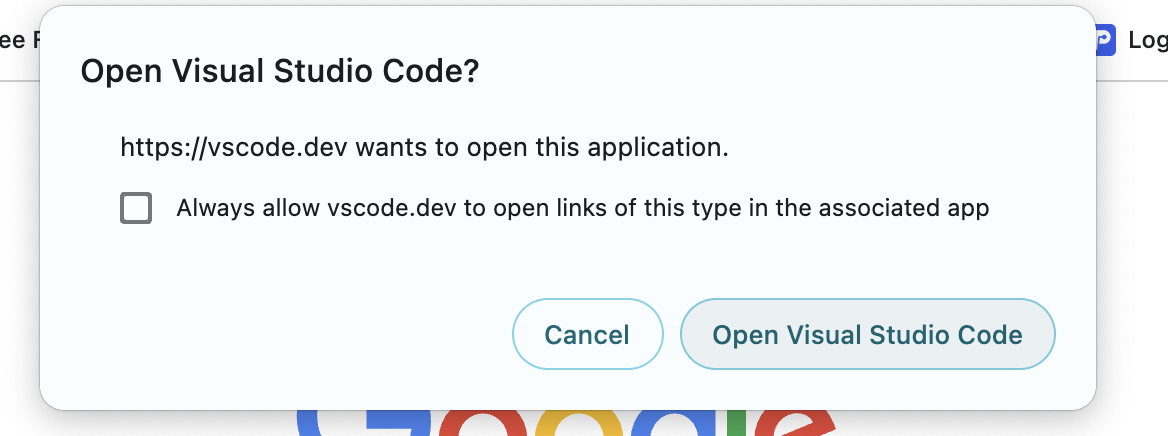 ee F
Log
Open Visual Studio Code?
https://vscode.dev wants to open this application.
Always allow vscode.dev to open links of this type in the associated app
Cancel
Open Visual Studio Code
Google